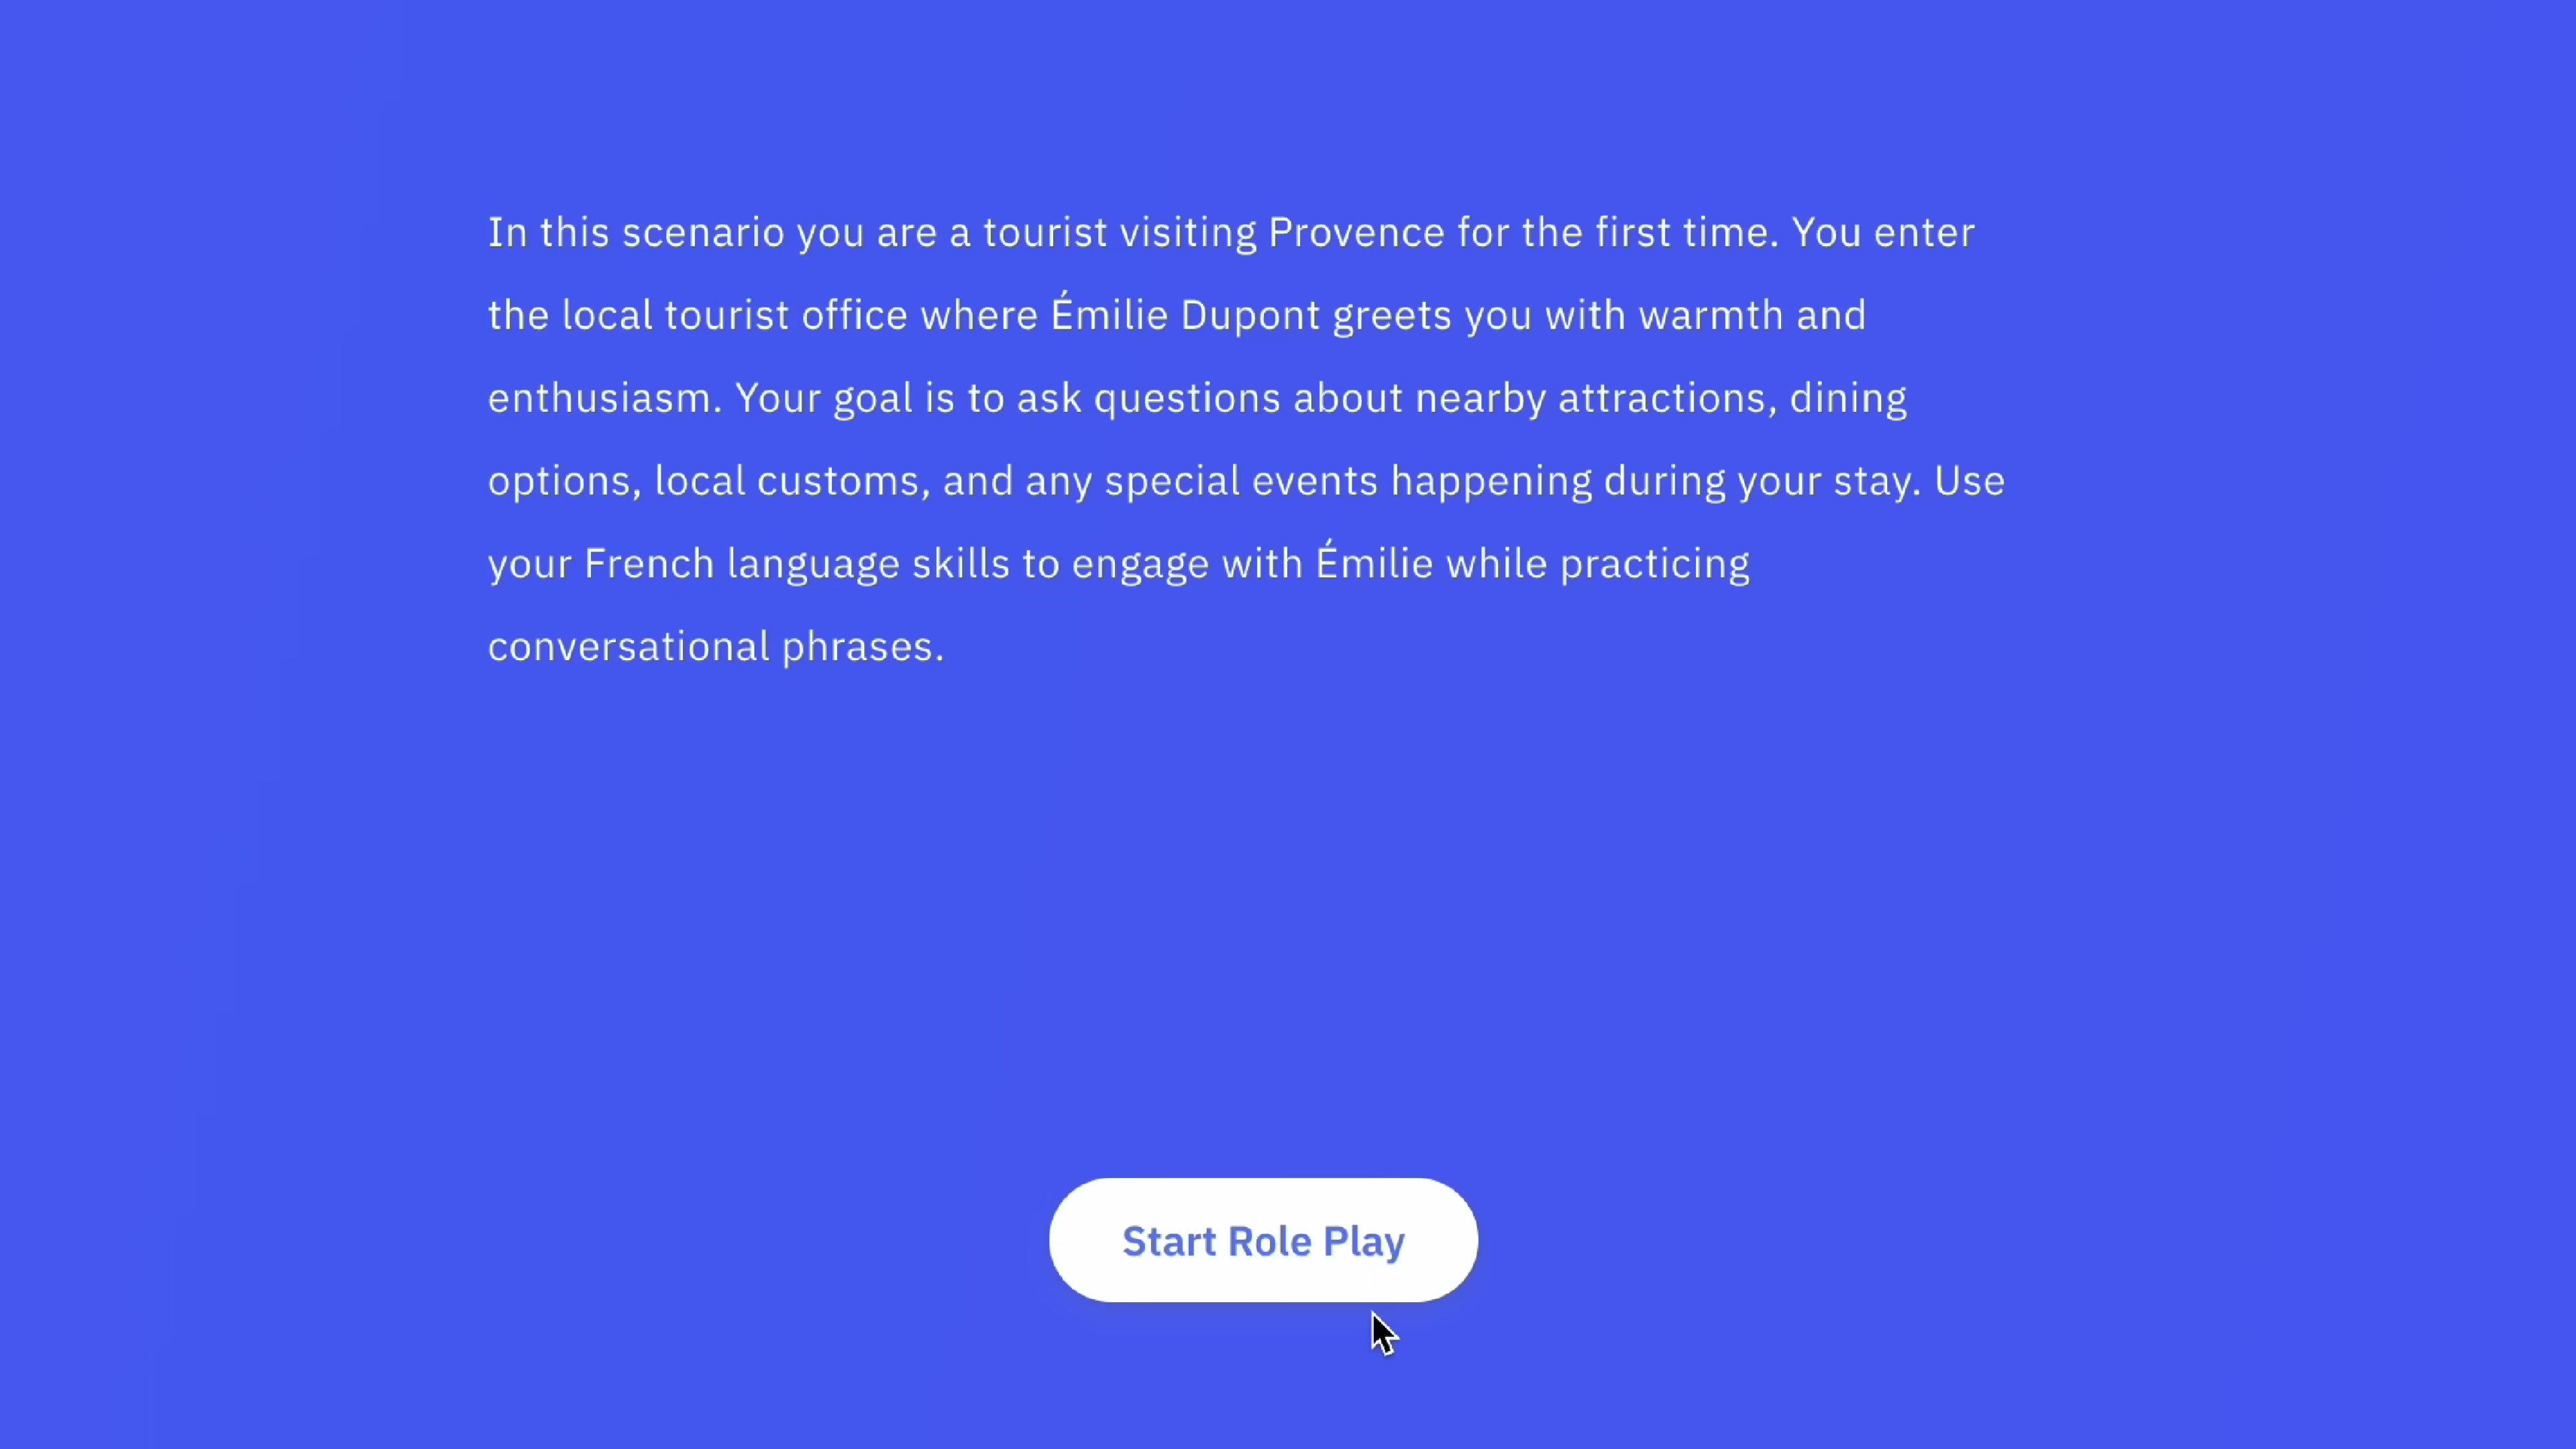 In this scenario you are a tourist visiting Provence for the first time. You enter
the local tourist office where Émilie Dupont greets you with warmth and
enthusiasm. Your goal is to ask questions about nearby attractions, dining
options, local customs, and any special events happening during your stay. Use
your French language skills to engage with Émilie while practicing
conversational phrases.
Start Role Play